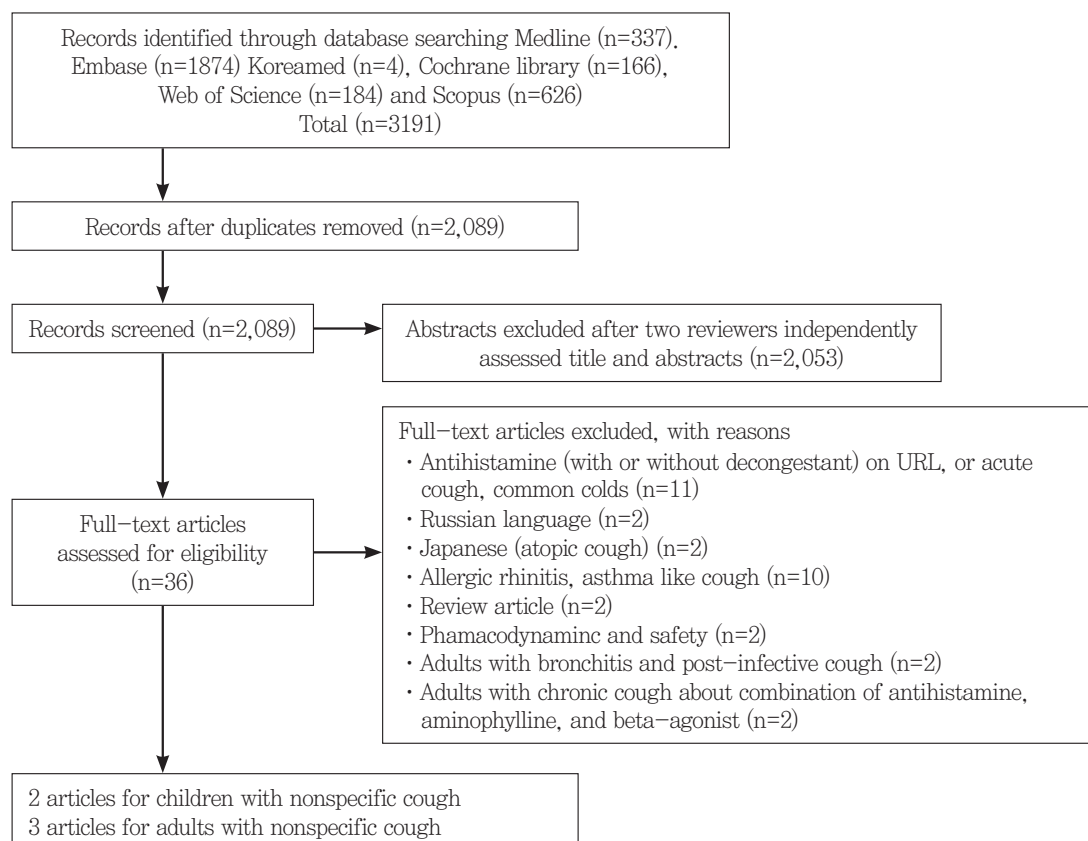 Records identified through database searching Medline (n=337).
Embase (n=1874) Koreamed (n=4), Cochrane library (n=166),
Web of Science (n=184) and Scopus (n=626)
Total (n=3191)
Records after duplicates removed (n=2,089)
Records screened (n=2,089)
Abstracts excluded after two reviewers independently
assessed title and abstracts (n=2,053)
Full-text articles
assessed for eligibility
(n=36)
Full-text articles excluded, with reasons
· Antihistamine (with or without decongestant) on URL, or acute
cough, common colds (n=11)
· Russian language (n=2)
· Japanese (atopic cough) (n=2)
· Allergic rhinitis, asthma like cough (n=10)
· Review article (n=2)
· Phamacodynaminc and safety (n=2)
· Adults with bronchitis and post-infective cough (n=2)
· Adults with chronic cough about combination of antihistamine,
aminophylline, and beta-agonist (n=2)
2 articles for children with nonspecific cough
3 articles for adults with nonspecific cough